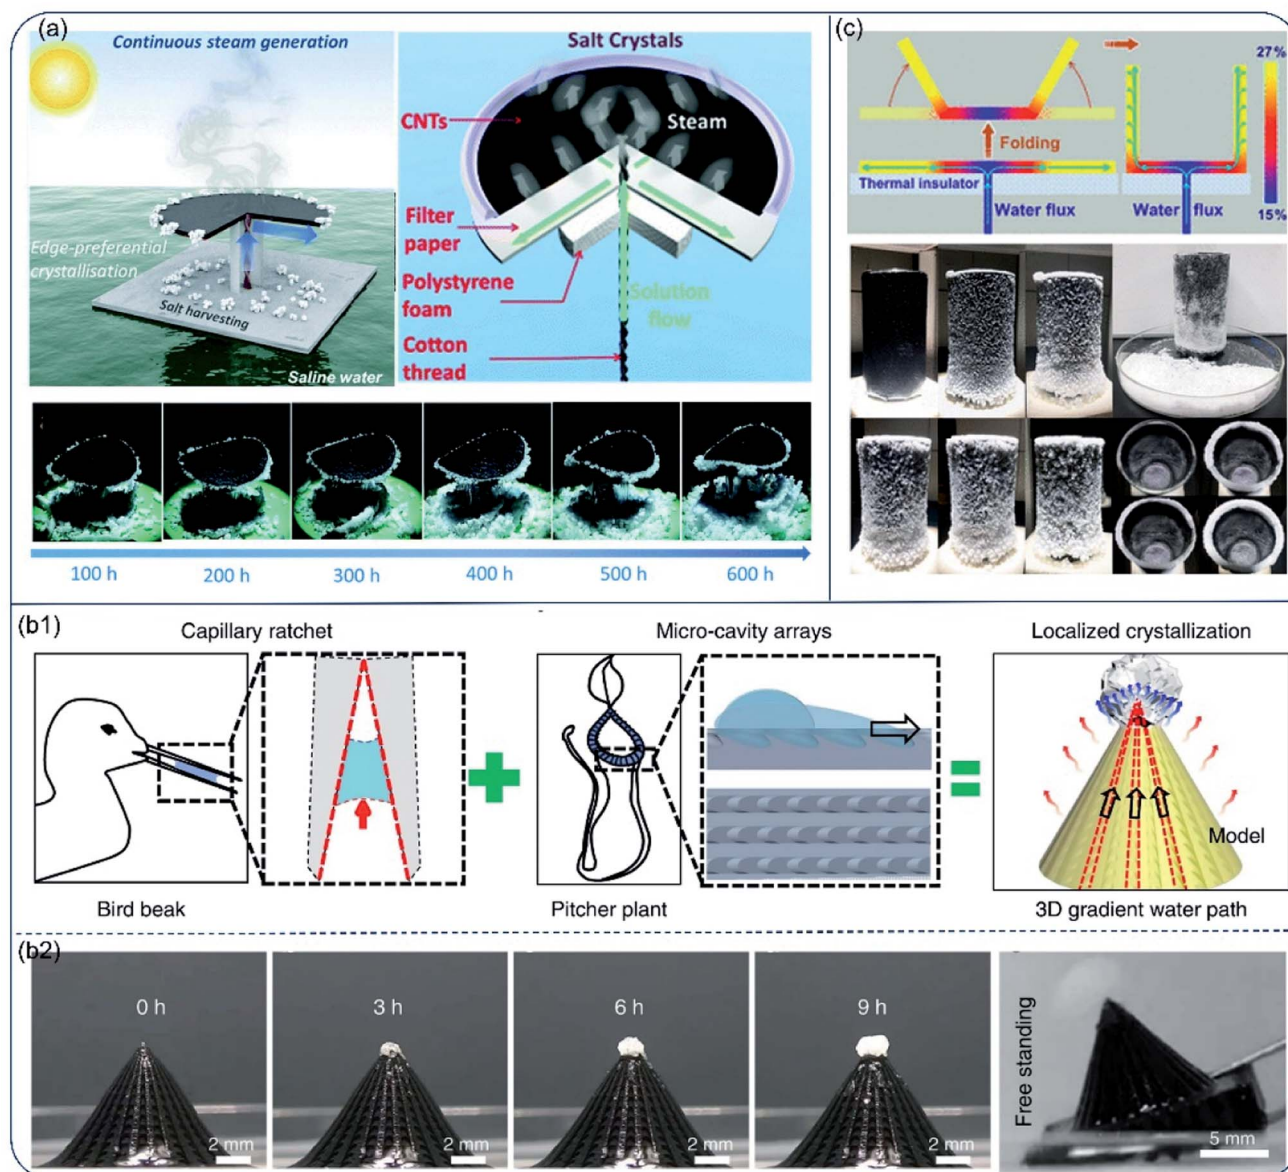 (a)
Continuous steam generation
Edge-preferential
crystallisation
Salt harvesting
Saline water
Salt Crystals
CNTs
Steam
Filter
paper
Polystyrene
foam
Solution
flow
Cotton
thread
100 h
200 h
300 h
400 h
500 h
600 h
(c)
27%
Folding
Thermal insulator
Water flux
Water
flux
15%
(b1)
Capillary ratchet
Micro-cavity arrays
Localized crystallization
Model
Bird beak
Pitcher plant
3D gradient water path
(b2)
0 h
3 h
6 h
9 h
2 mm
2 mm
2 mm
2 mm
Free standing
5 mm